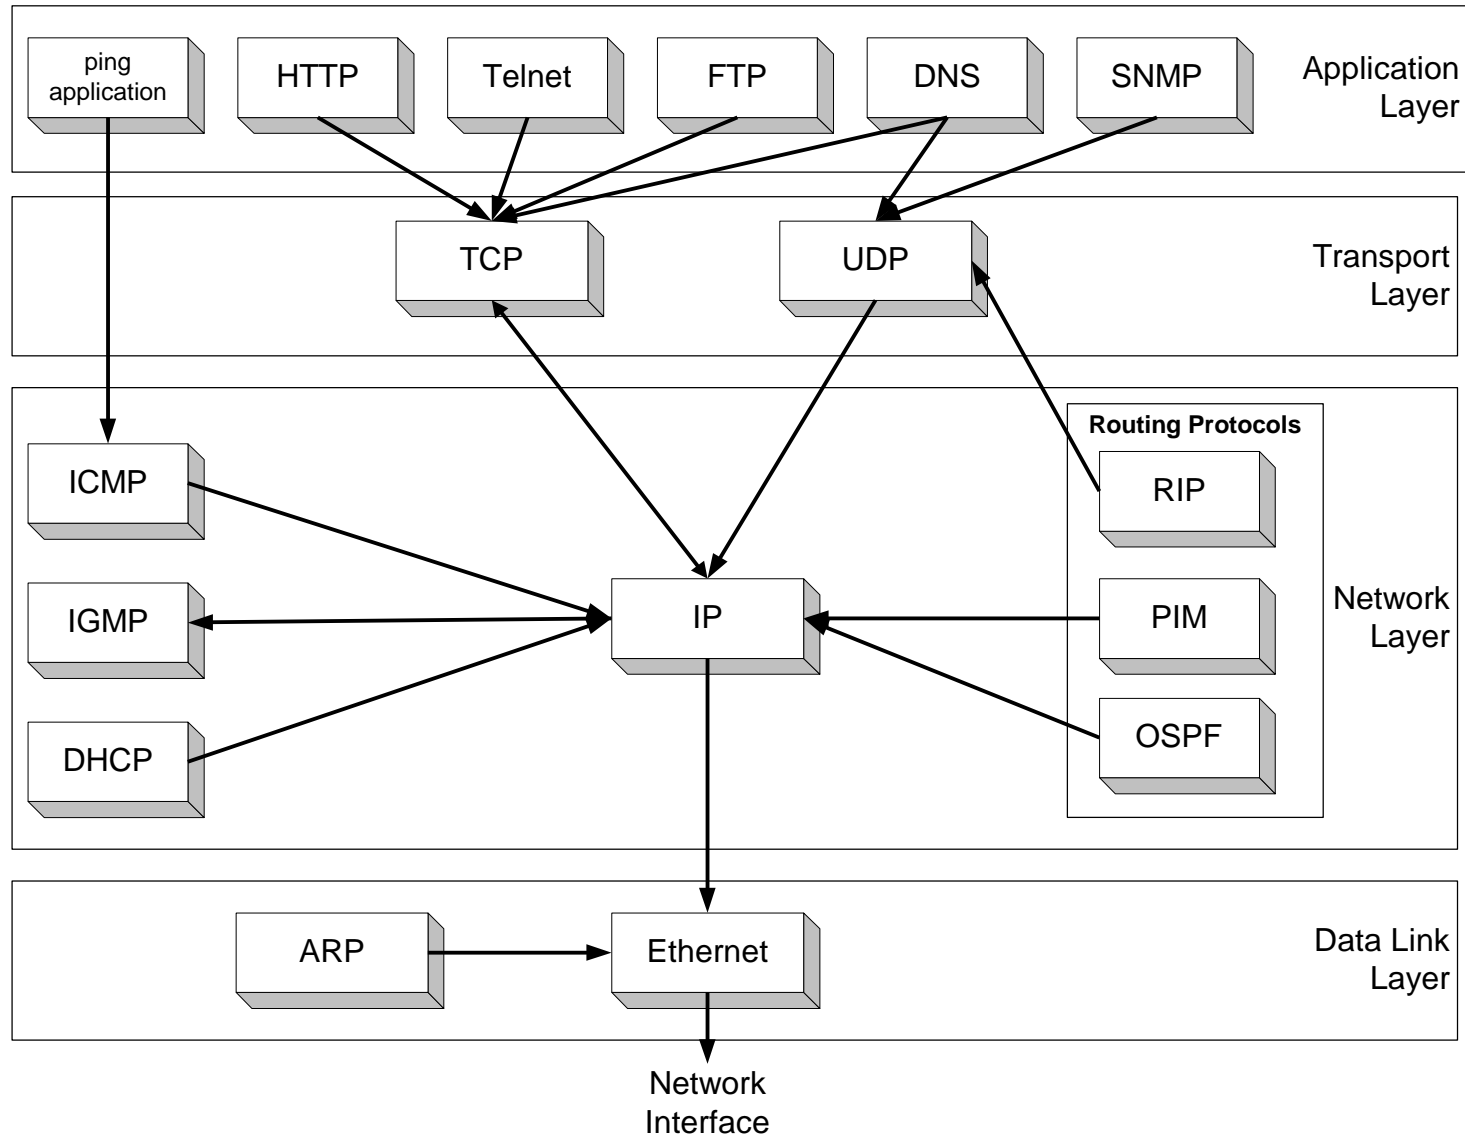 ping
application
HTTP
Telnet
FTP
DNS
SNMP
Application
Layer
TCP
UDP
Transport
Layer
Routing Protocols
ICMP
RIP
IGMP
IP
PIM
Network
Layer
DHCP
OSPF
ARP
Ethernet
Data Link
Layer
Network
Interface